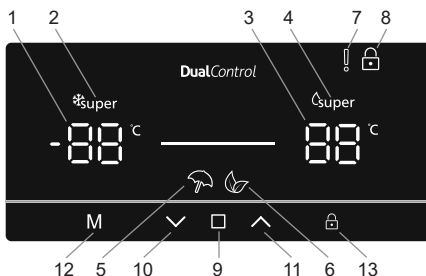 1 2 3 4 7 8
DualControl
super super
-88 °C 88 °C
M
12 5 10 9 11 6 13